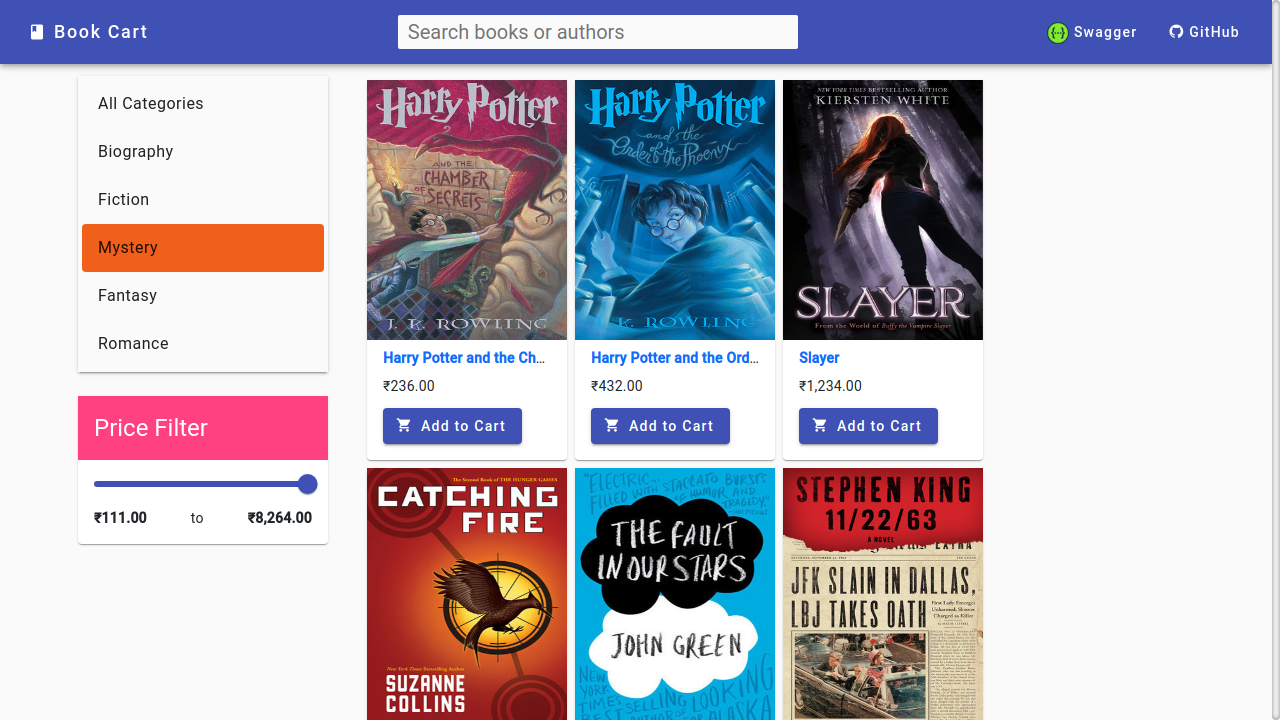 Book Cart
Search books or authors
Swagger
GitHub
All Categories
Biography
Fiction
Mystery
Fantasy
Romance
Price Filter
₹111.00 to ₹8,264.00
Harry Potter
AND THE
CHAMBER
OF
SECRETS
J. K. ROWLING
Harry Potter and the Ch...
₹236.00
Add to Cart
Harry Potter
and the
Order of the Phoenix
J. K. ROWLING
Harry Potter and the Ord...
₹432.00
Add to Cart
NEW YORK TIMES BESTSELLING AUTHOR
KIERSTEN WHITE
SLAYER
From the World of Buffy the Vampire Slayer
Slayer
₹1,234.00
Add to Cart
The Second Book of THE HUNGER GAMES
CATCHING
FIRE
New York Times Bestselling Author
SUZANNE
COLLINS
"ELECTRIC...
FILLED WITH STACCATO BURSTS
OF HUMOR AND
TRAGEDY."
THE FAULT
IN OUR STARS
JOHN GREEN
NEW
YORK
TIMES
STEPHEN KING
11/22/63
A NOVEL
EXTRA
JFK SLAIN IN DALLAS,
LBJ TAKES OATH